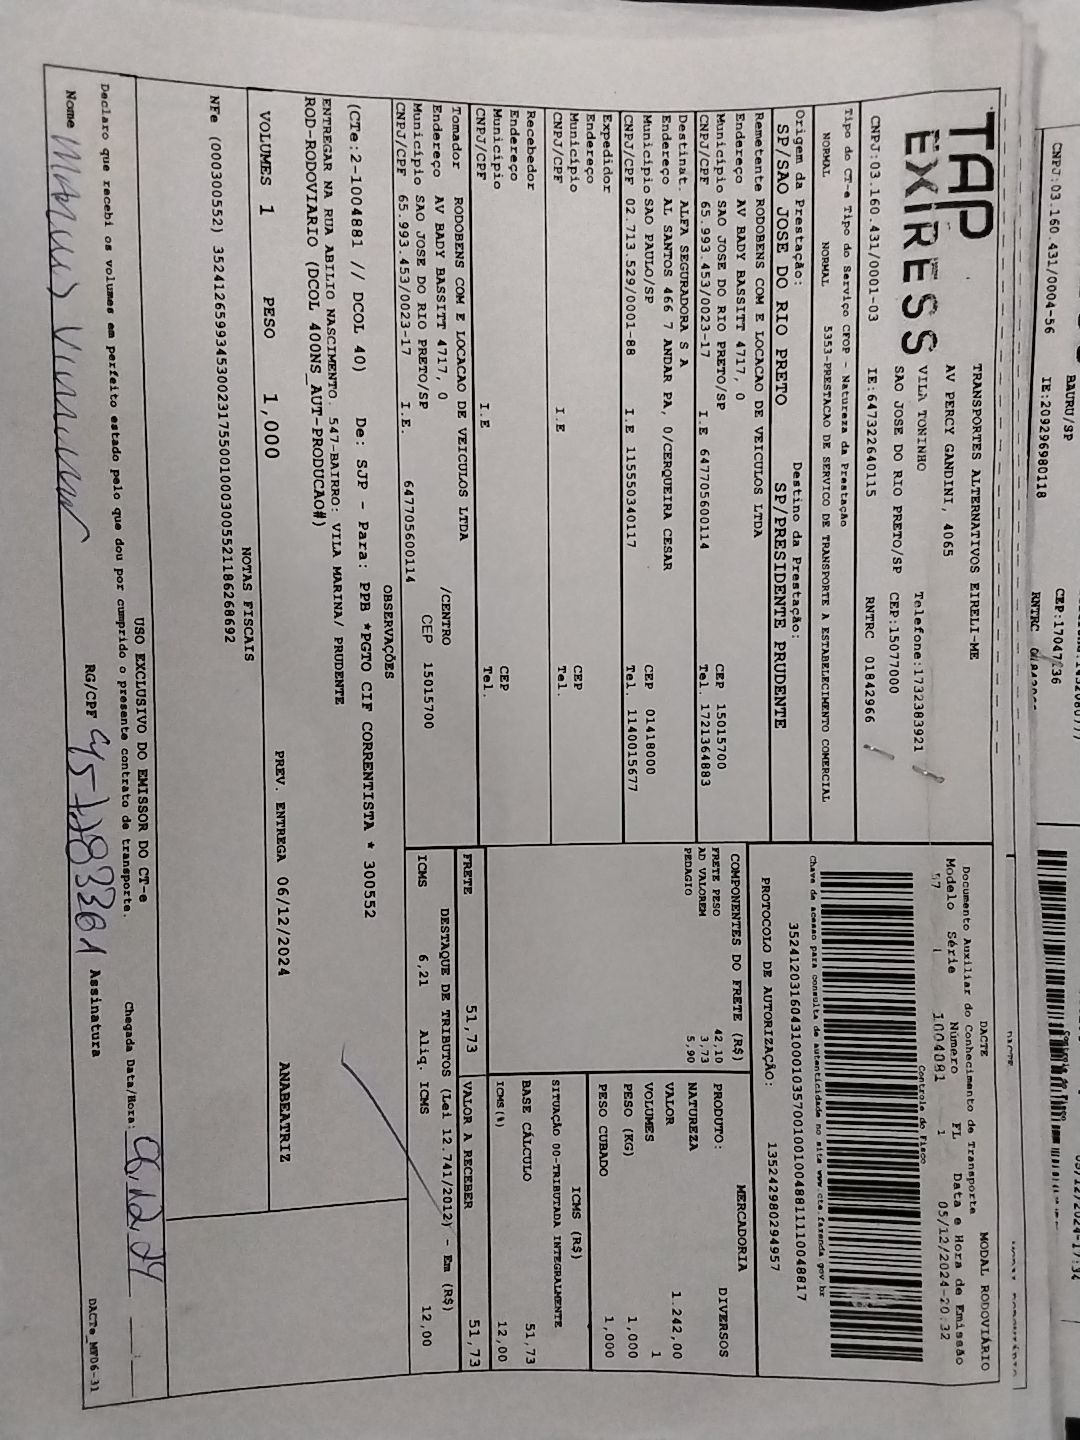 CNPJ:03.160.431/0004-56
BAURU/SP
IE:209296980118
TAP
EXIRESS
TRANSPORTES ALTERNATIVOS EIRELI-ME
AV PERCY GANDINI, 4065
VILA TONINHO
Telefone:1732383921
SAO JOSE DO RIO PRETO/SP
CEP:15077000
CNPJ:03.160.431/0001-03
IE:647322640115
RNTRC 01842966
DACTE
MODAL RODOVIÁRIO
Documento Auxiliar do Conhecimento de Transporte
Modelo Série Número FL Data e Hora de Emissão
57 1 1004881 1 05/12/2024-20:32
Controle do Fisco
Tipo do CT-e Tipo do Serviço CFOP - Natureza da Prestação
NORMAL NORMAL 5353-PRESTACAO DE SERVICO DE TRANSPORTE A ESTABELECIMENTO COMERCIAL
Chave de acesso para consulta de autenticidade no site www.cte.fazenda.gov.br
35241203160431000103570010010048811110048817
Origem da Prestação:
SP/SAO JOSE DO RIO PRETO
Destino da Prestação:
SP/PRESIDENTE PRUDENTE
PROTOCOLO DE AUTORIZAÇÃO:
135242980294957
Remetente RODOBENS COM E LOCACAO DE VEICULOS LTDA
Endereço AV BADY BASSITT 4717, 0
Município SAO JOSE DO RIO PRETO/SP CEP 15015700
CNPJ/CPF 65.993.453/0023-17 I.E 647705600114 Tel. 1721364883
Destinat. ALFA SEGURADORA S A
Endereço AL SANTOS 466 7 ANDAR PA, 0/CERQUEIRA CESAR
Município SAO PAULO/SP CEP 01418000
CNPJ/CPF 02.713.529/0001-88 I.E 115550340117 Tel. 1140015677
Expedidor
Endereço
Município CEP
CNPJ/CPF I.E Tel.
Recebedor
Endereço
Município CEP
CNPJ/CPF I.E Tel.
Tomador RODOBENS COM E LOCACAO DE VEICULOS LTDA
Endereço AV BADY BASSITT 4717, 0 /CENTRO
Município SAO JOSE DO RIO PRETO/SP CEP 15015700
CNPJ/CPF 65.993.453/0023-17 I.E. 647705600114
COMPONENTES DO FRETE (R$)
FRETE PESO 42,10
AD VALOREM 3,73
PEDAGIO 5,90
MERCADORIA
PRODUTO: DIVERSOS
NATUREZA
VALOR 1.242,00
VOLUMES 1
PESO (KG) 1,000
PESO CUBADO 1,000
ICMS (R$)
SITUAÇÃO 00-TRIBUTADA INTEGRALMENTE
BASE CÁLCULO 51,73
ICMS(%) 12,00
FRETE 51,73
VALOR A RECEBER 51,73
DESTAQUE DE TRIBUTOS (Lei 12.741/2012) - Em (R$)
ICMS 6,21 Aliq. ICMS 12,00
OBSERVAÇÕES
(CTe:2-1004881 // DCOL 40) De: SJP - Para: PPB *PGTO CIF CORRENTISTA * 300552
ENTREGAR NA RUA ABILIO NASCIMENTO. 547-BAIRRO: VILA MARINA/ PRUDENTE
ROD-RODOVIARIO (DCOL 400NS_AUT-PRODUCAO#)
VOLUMES 1 PESO 1,000 PREV. ENTREGA 06/12/2024 ANABEATRIZ
NOTAS FISCAIS
NFe (000300552) 35241265993453002317550010003005521186268692
USO EXCLUSIVO DO EMISSOR DO CT-e
Declaro que recebi os volumes em perfeito estado pelo que dou por cumprido o presente contrato de transporte.
Chegada Data/Hora:
Nome
RG/CPF
Assinatura
DACTe_MT06-31